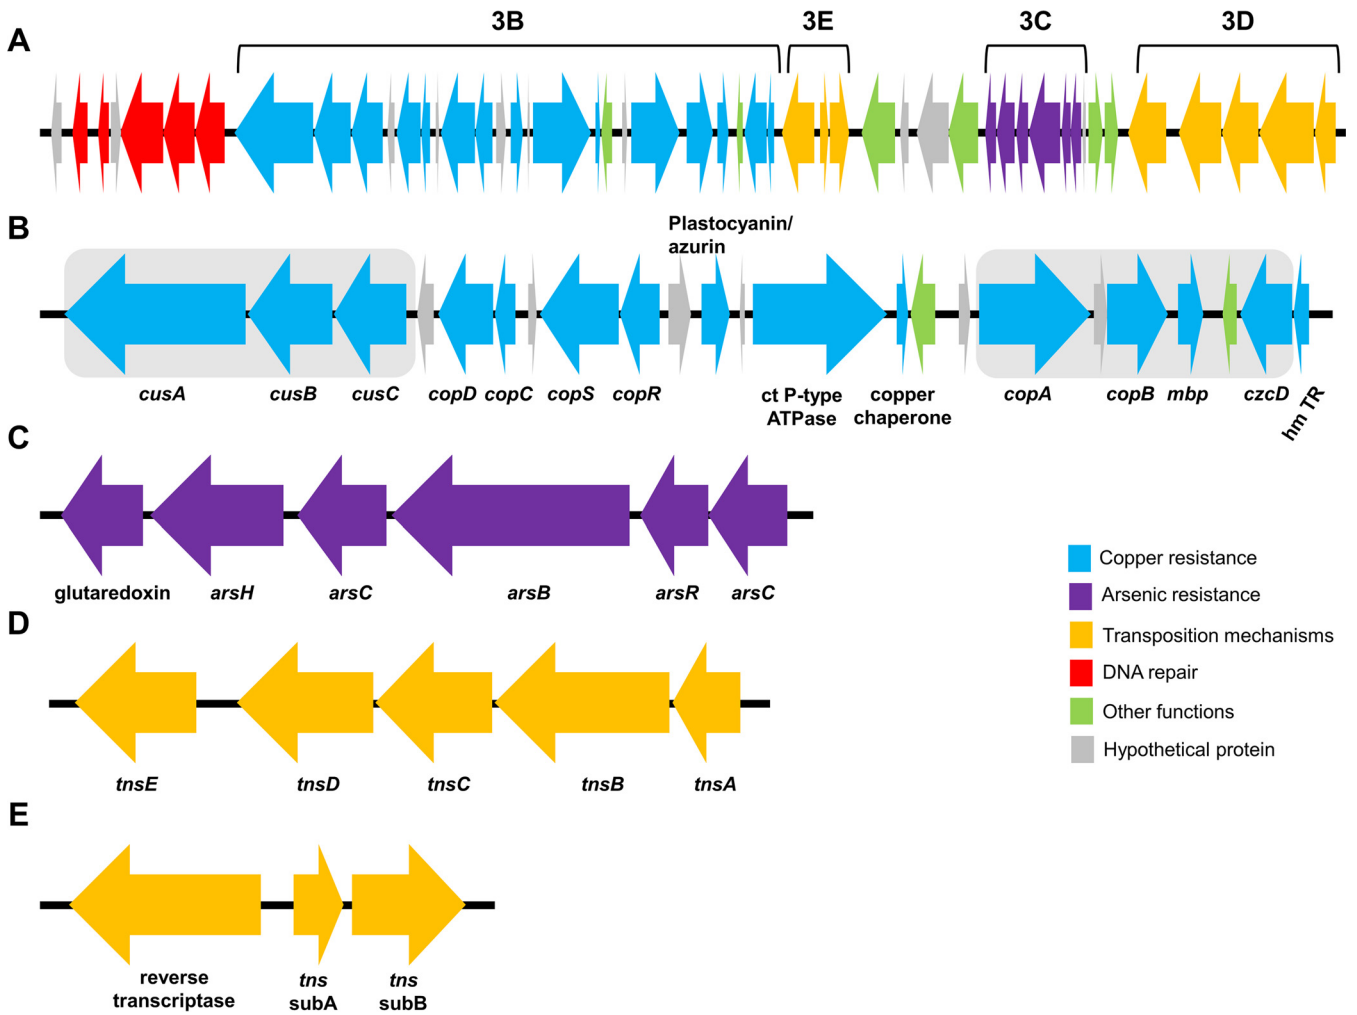 3B 3E 3C 3D
A
B
Plastocyanin/
azurin
cusA cusB cusC copD copC copS copR ct P-type copper copA copB mbp czcD hm TR
ATPase chaperone
C
glutaredoxin arsH arsC arsB arsR arsC
Copper resistance
Arsenic resistance
Transposition mechanisms
DNA repair
Other functions
Hypothetical protein
D
tnsE tnsD tnsC tnsB tnsA
E
reverse tns tns
transcriptase subA subB